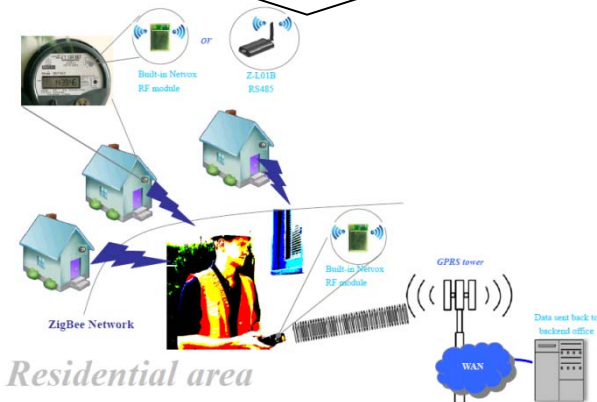 or
Built-in Netvox
RF module
Z-L01B
RS485
Built-in Netvox
RF module
GPRS tower
ZigBee Network
Data sent back to
backend office
WAN
Residential area